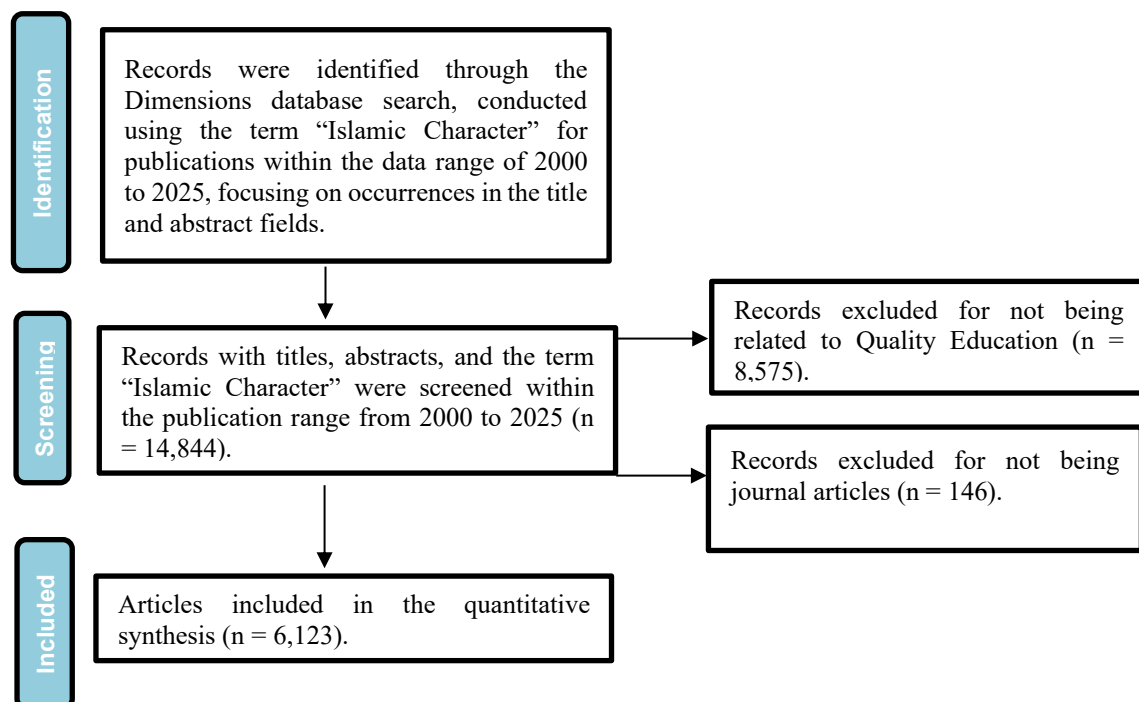 Identification
Records were identified through the
Dimensions database search, conducted
using the term “Islamic Character” for
publications within the data range of 2000
to 2025, focusing on occurrences in the title
and abstract fields.
Screening
Records with titles, abstracts, and the term
“Islamic Character” were screened within
the publication range from 2000 to 2025 (n
= 14,844).
Records excluded for not being
related to Quality Education (n =
8,575).
Records excluded for not being
journal articles (n = 146).
Included
Articles included in the quantitative
synthesis (n = 6,123).